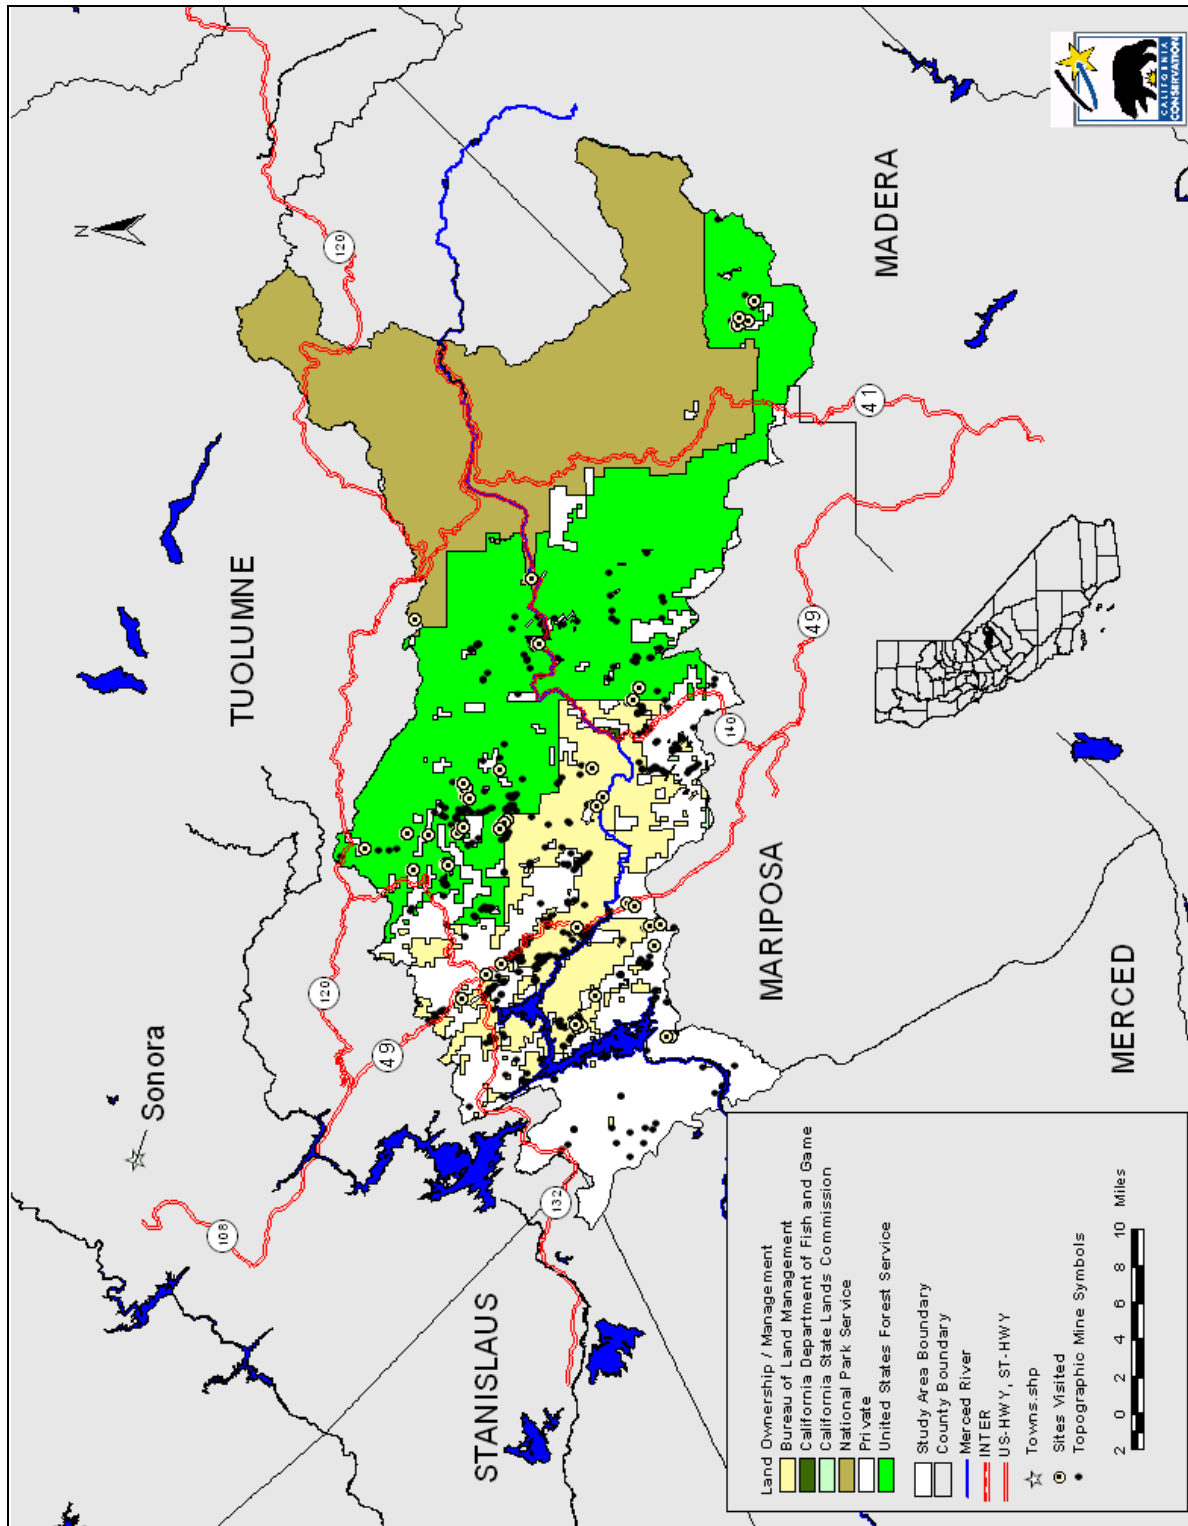 N
120
TUOLUMNE
MADERA
Sonora
120
49
108
41
49
140
MARIPOSA
132
STANISLAUS
MERCED
CALIFORNIA
CONSERVATION
Land Ownership / Management
Bureau of Land Management
California Department of Fish and Game
California State Lands Commission
National Park Service
Private
United States Forest Service
Study Area Boundary
County Boundary
Merced River
INTER
US-HWY, ST-HWY
Towns.shp
Sites Visited
Topographic Mine Symbols
2 0 2 4 6 8 10 Miles